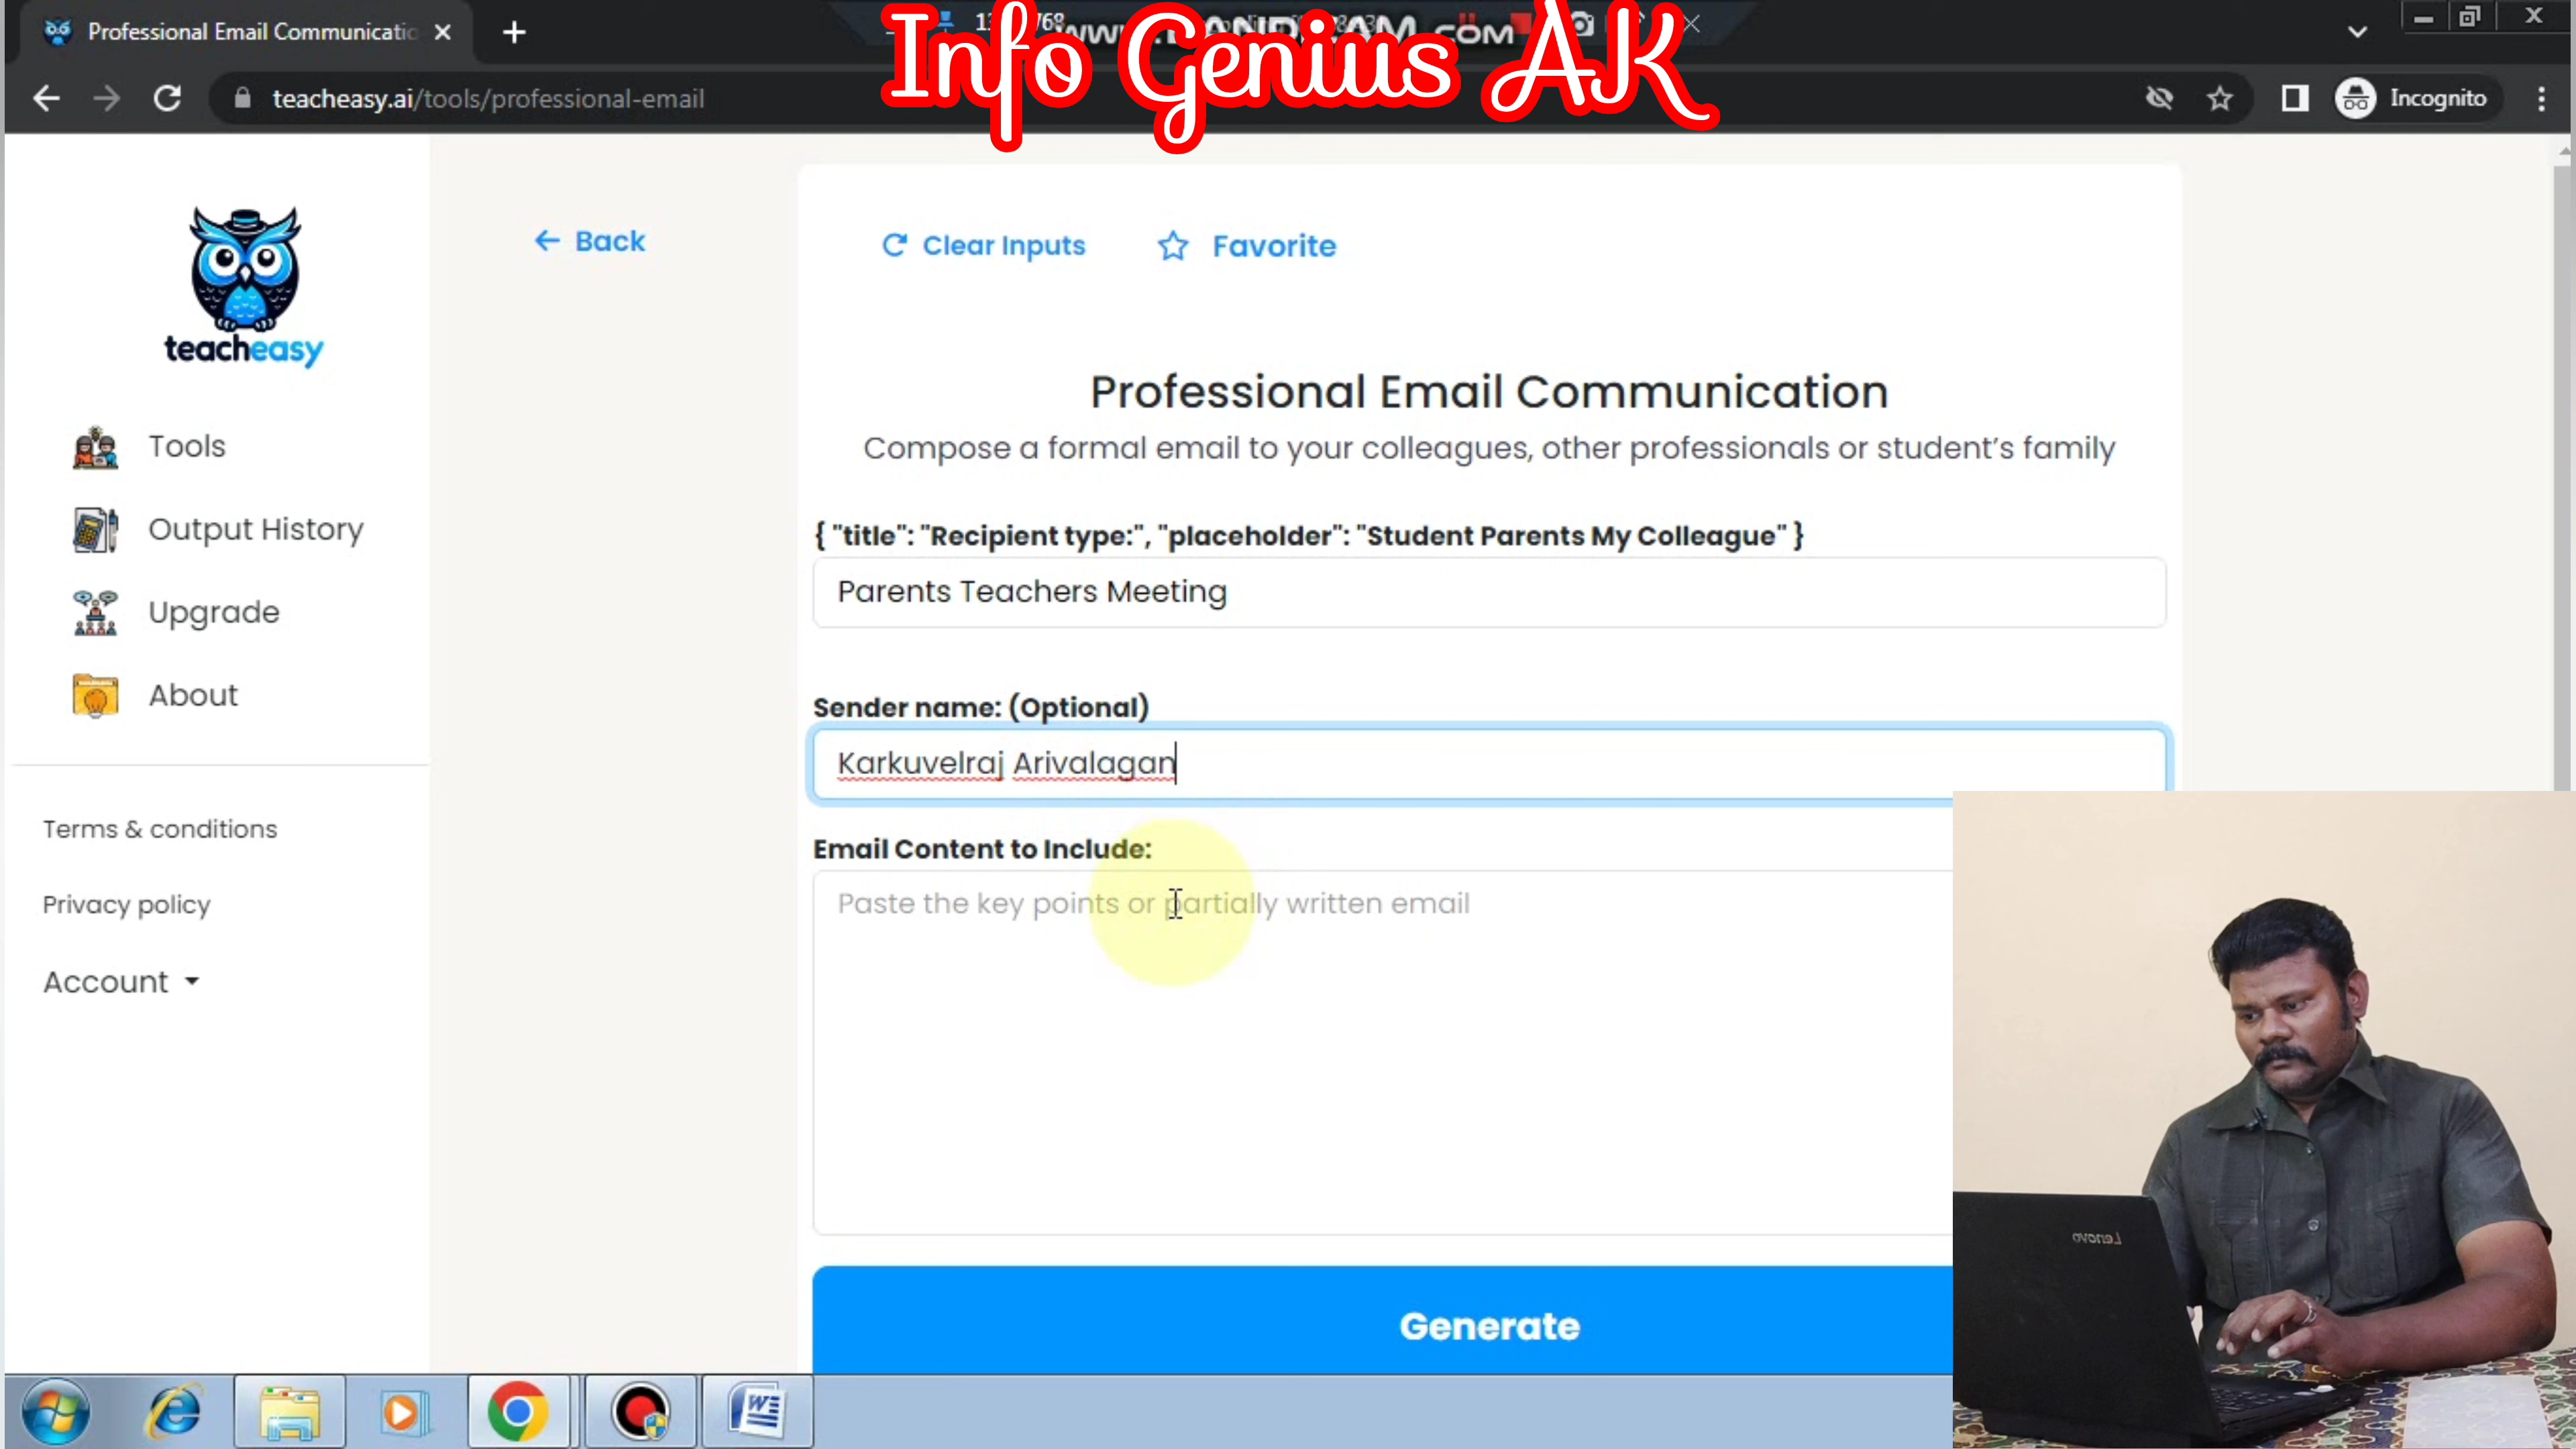 Professional Email Communicatio
Info Genius AK
teacheasy.ai/tools/professional-email
Incognito
teacheasy
Tools
Output History
Upgrade
About
Terms & conditions
Privacy policy
Account
Back
Clear Inputs
Favorite
Professional Email Communication
Compose a formal email to your colleagues, other professionals or student's family
{ "title": "Recipient type:", "placeholder": "Student Parents My Colleague" }
Parents Teachers Meeting
Sender name: (Optional)
Karkuvelraj Arivalagan
Email Content to Include:
Paste the key points or partially written email
Generate
Lenovo